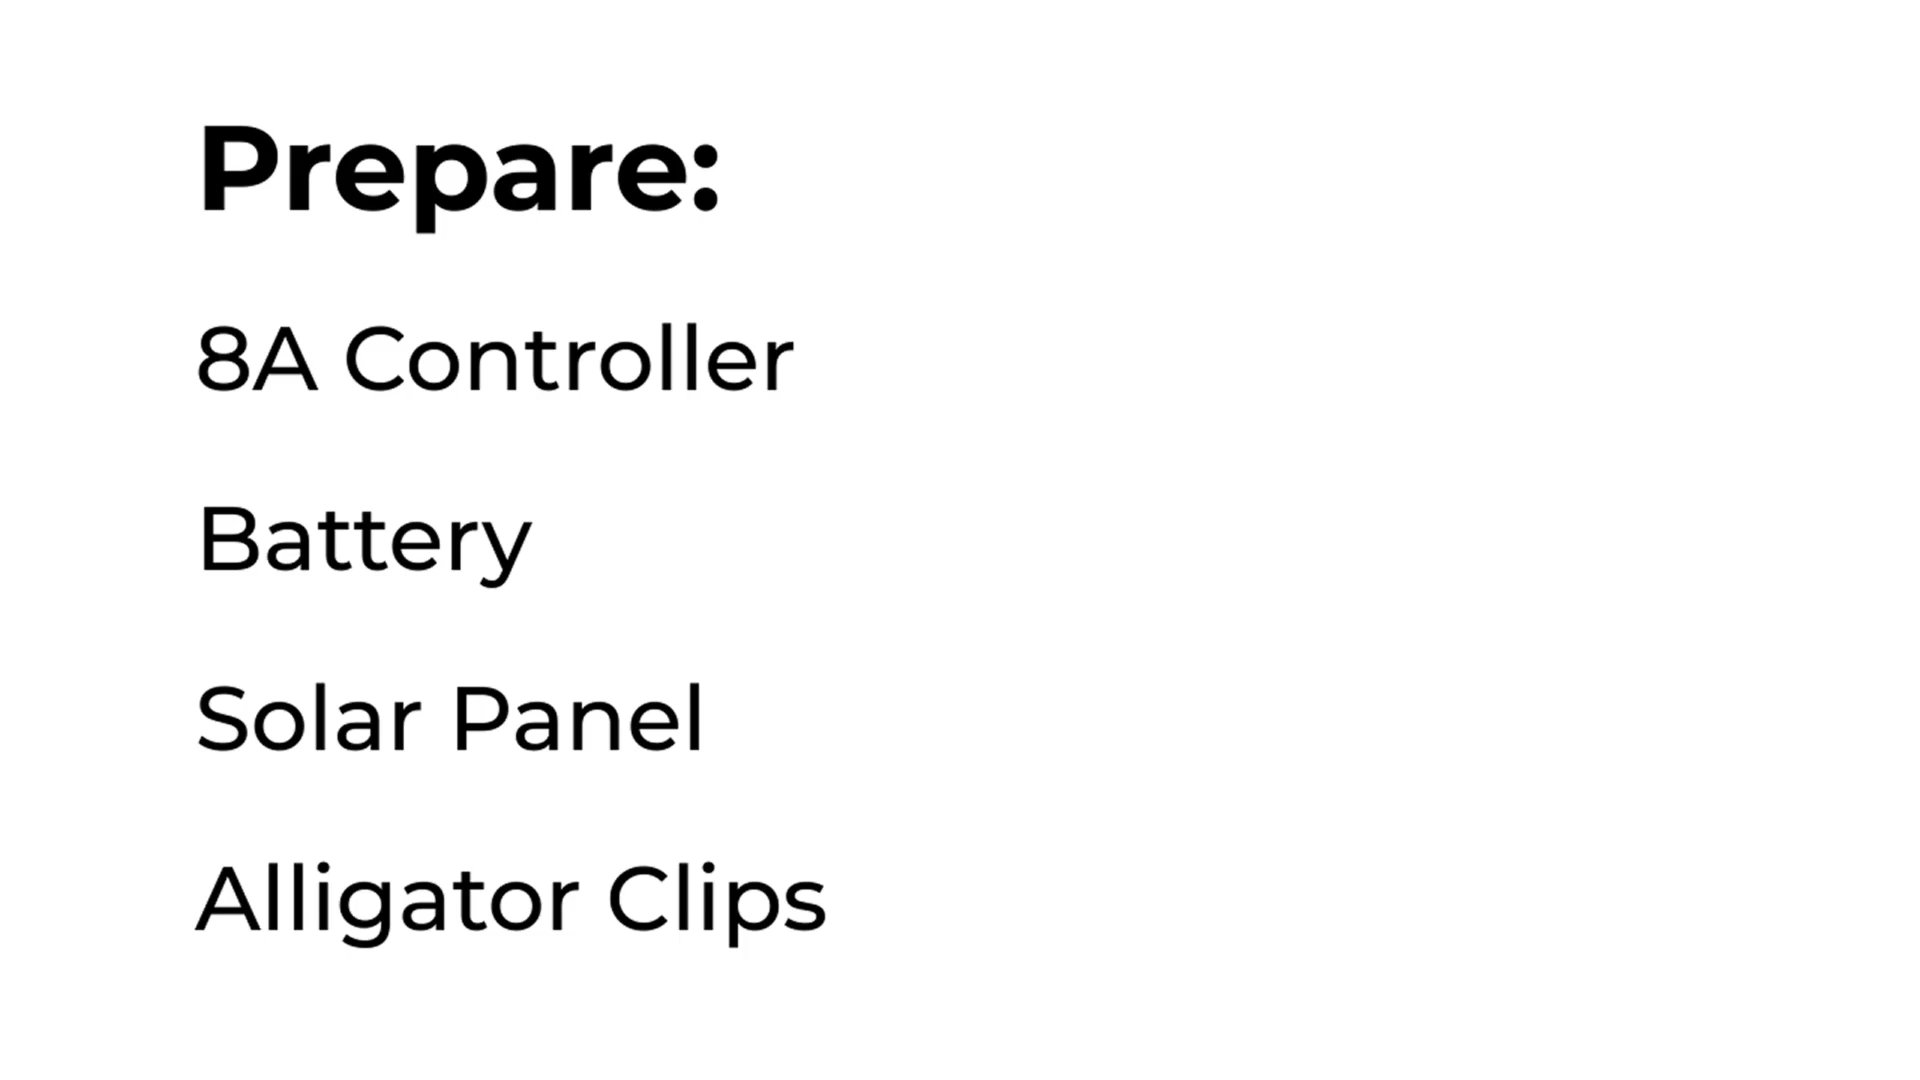 Prepare:
8A Controller
Battery
Solar Panel
Alligator Clips